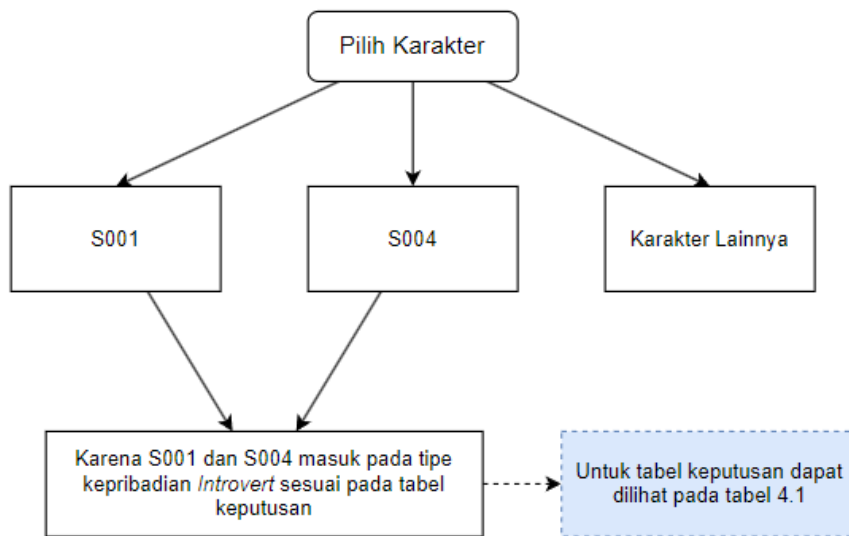 Pilih Karakter
S001
S004
Karakter Lainnya
Karena S001 dan S004 masuk pada tipe
kepribadian Introvert sesuai pada tabel
keputusan
Untuk tabel keputusan dapat
dilihat pada tabel 4.1